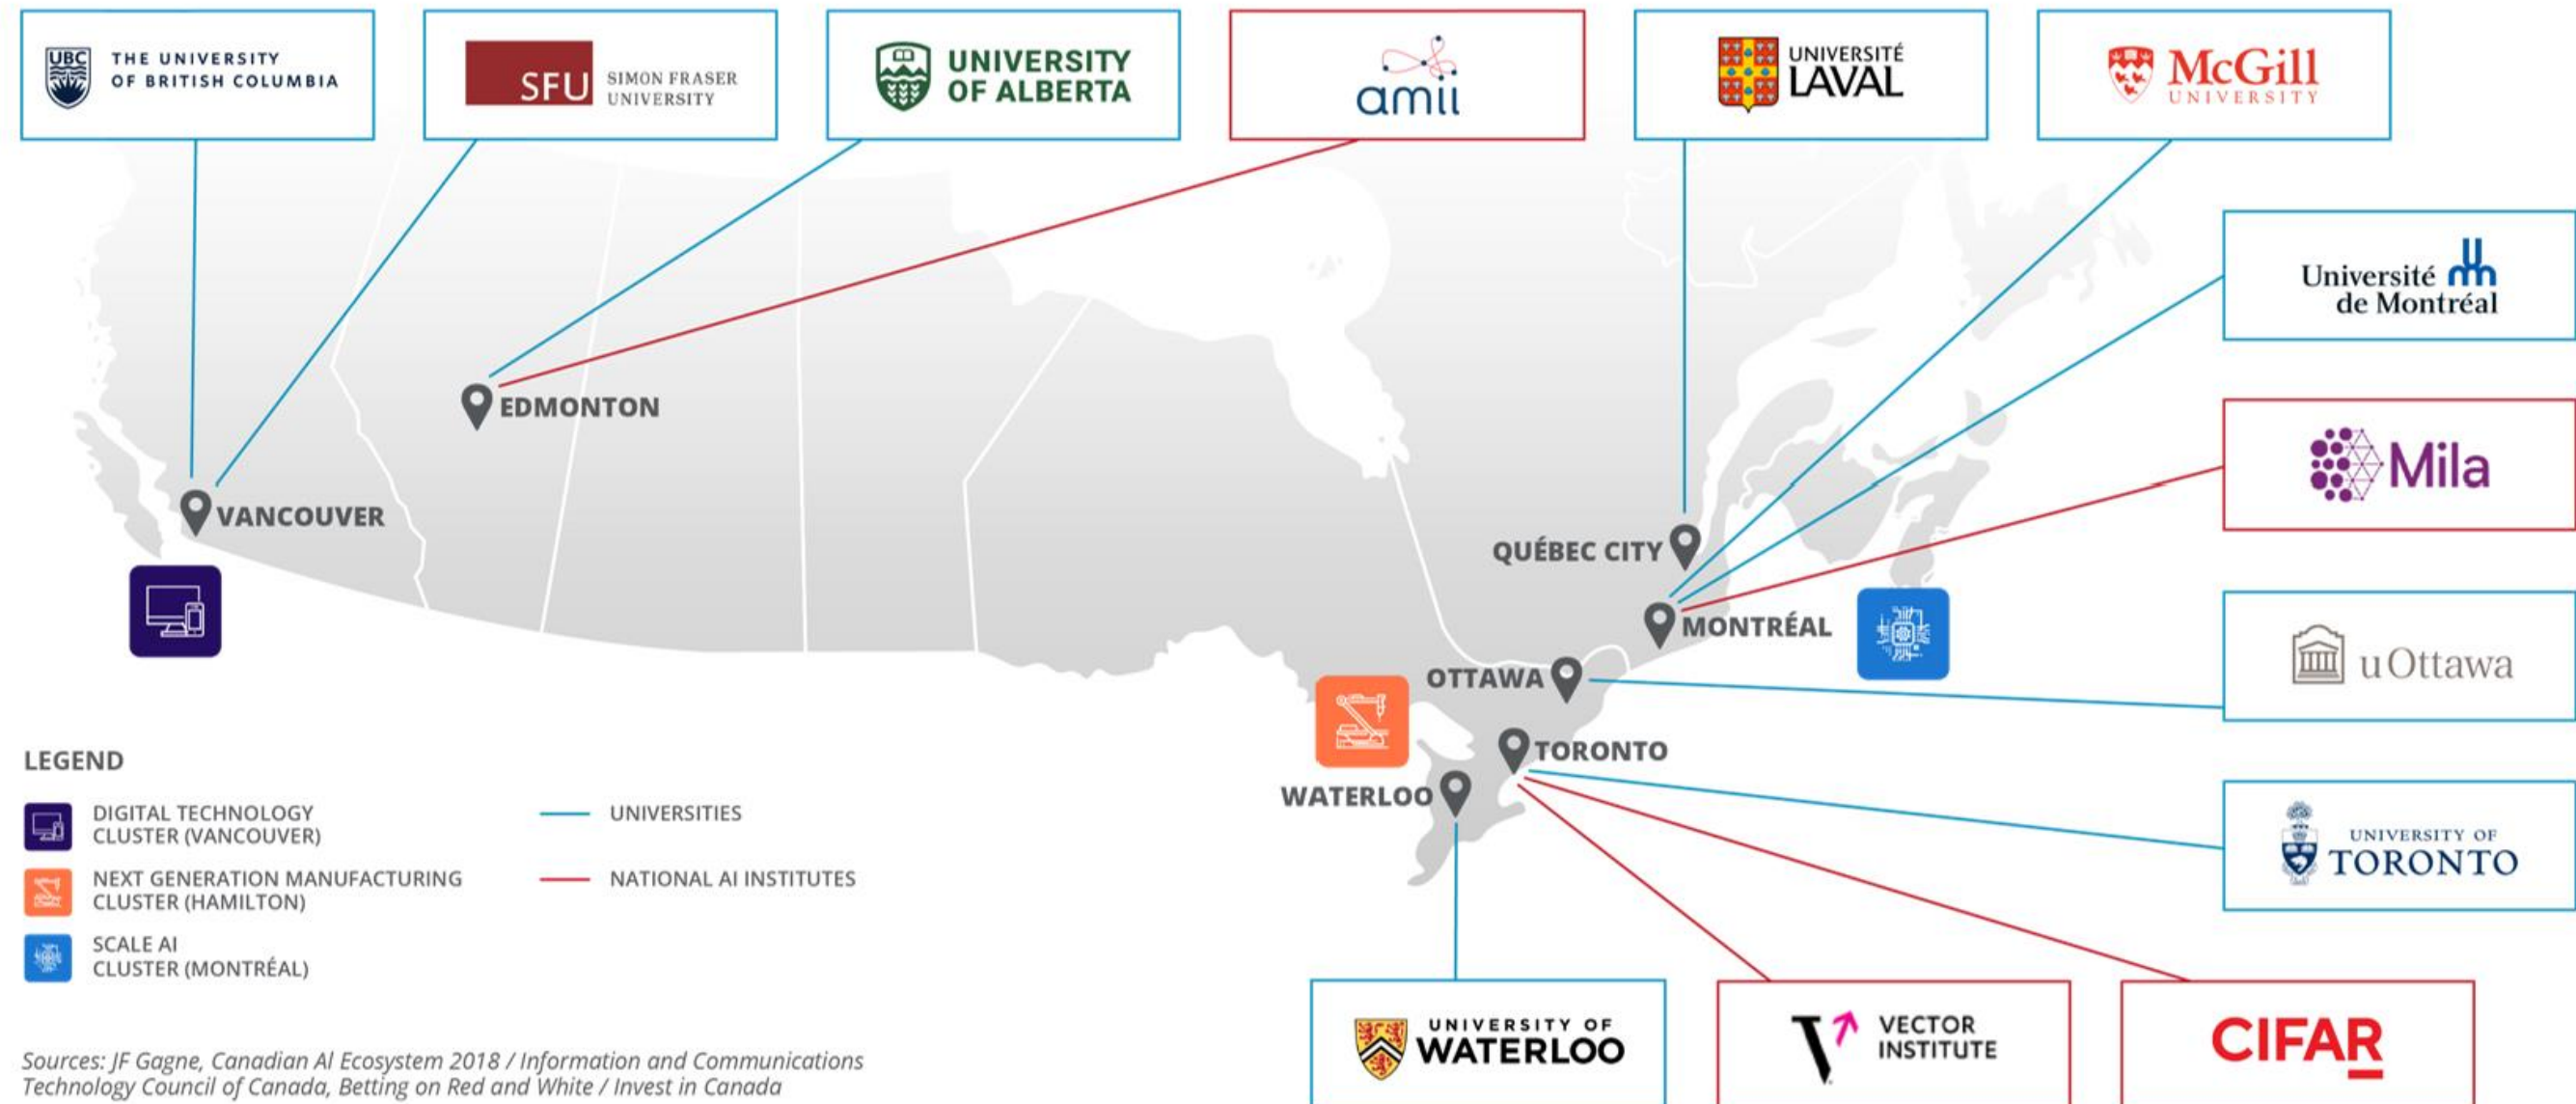 UBC
THE UNIVERSITY
OF BRITISH COLUMBIA
SFU
SIMON FRASER
UNIVERSITY
UNIVERSITY
OF ALBERTA
amii
UNIVERSITÉ
LAVAL
McGill
UNIVERSITY
Université
de Montréal
Mila
EDMONTON
VANCOUVER
QUÉBEC CITY
MONTRÉAL
OTTAWA
uOttawa
TORONTO
WATERLOO
UNIVERSITY OF
TORONTO
LEGEND
DIGITAL TECHNOLOGY
CLUSTER (VANCOUVER)
NEXT GENERATION MANUFACTURING
CLUSTER (HAMILTON)
SCALE AI
CLUSTER (MONTRÉAL)
UNIVERSITIES
NATIONAL AI INSTITUTES
UNIVERSITY OF
WATERLOO
VECTOR
INSTITUTE
CIFAR
Sources: JF Gagne, Canadian Al Ecosystem 2018 / Information and Communications
Technology Council of Canada, Betting on Red and White / Invest in Canada